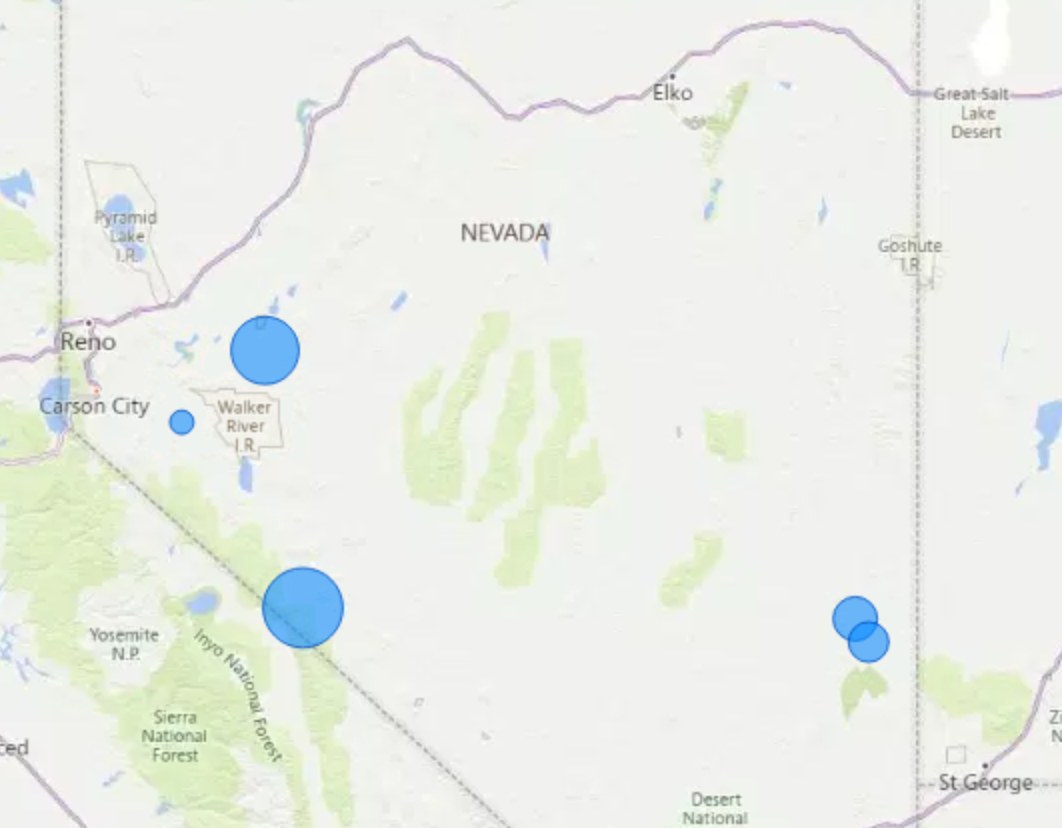 Elko
Great Salt
Lake
Desert
Pyramid
Lake
I.R.
NEVADA
Goshute
I.R.
Reno
Carson City
Walker
River
I.R.
Yosemite
N.P.
Inyo National Forest
Sierra
National
Forest
ced
Zi
N
St George
Desert
National